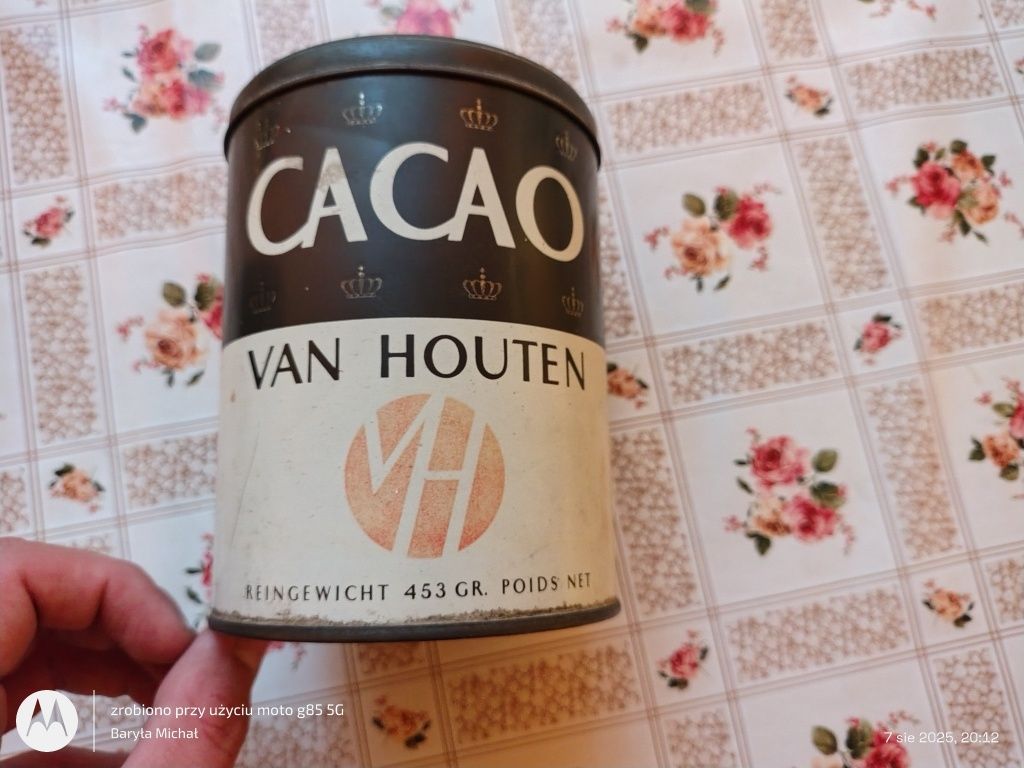 CACAO
VAN HOUTEN
VH
REINGEWICHT 453 GR. POIDS NET
zrobiono przy użyciu moto g85 5G
Baryła Michał
7 sie 2025, 20:12